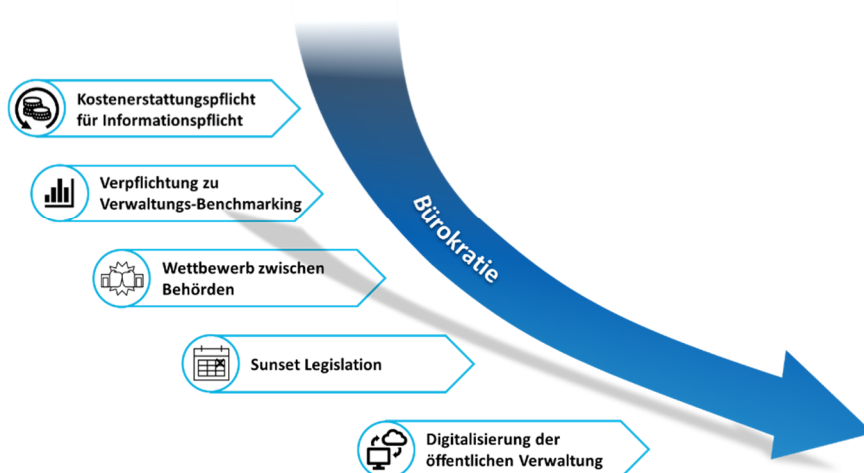 Kostenerstattungspflicht
für Informationspflicht
Verpflichtung zu
Verwaltungs-Benchmarking
Bürokratie
Wettbewerb zwischen
Behörden
Sunset Legislation
Digitalisierung der
öffentlichen Verwaltung